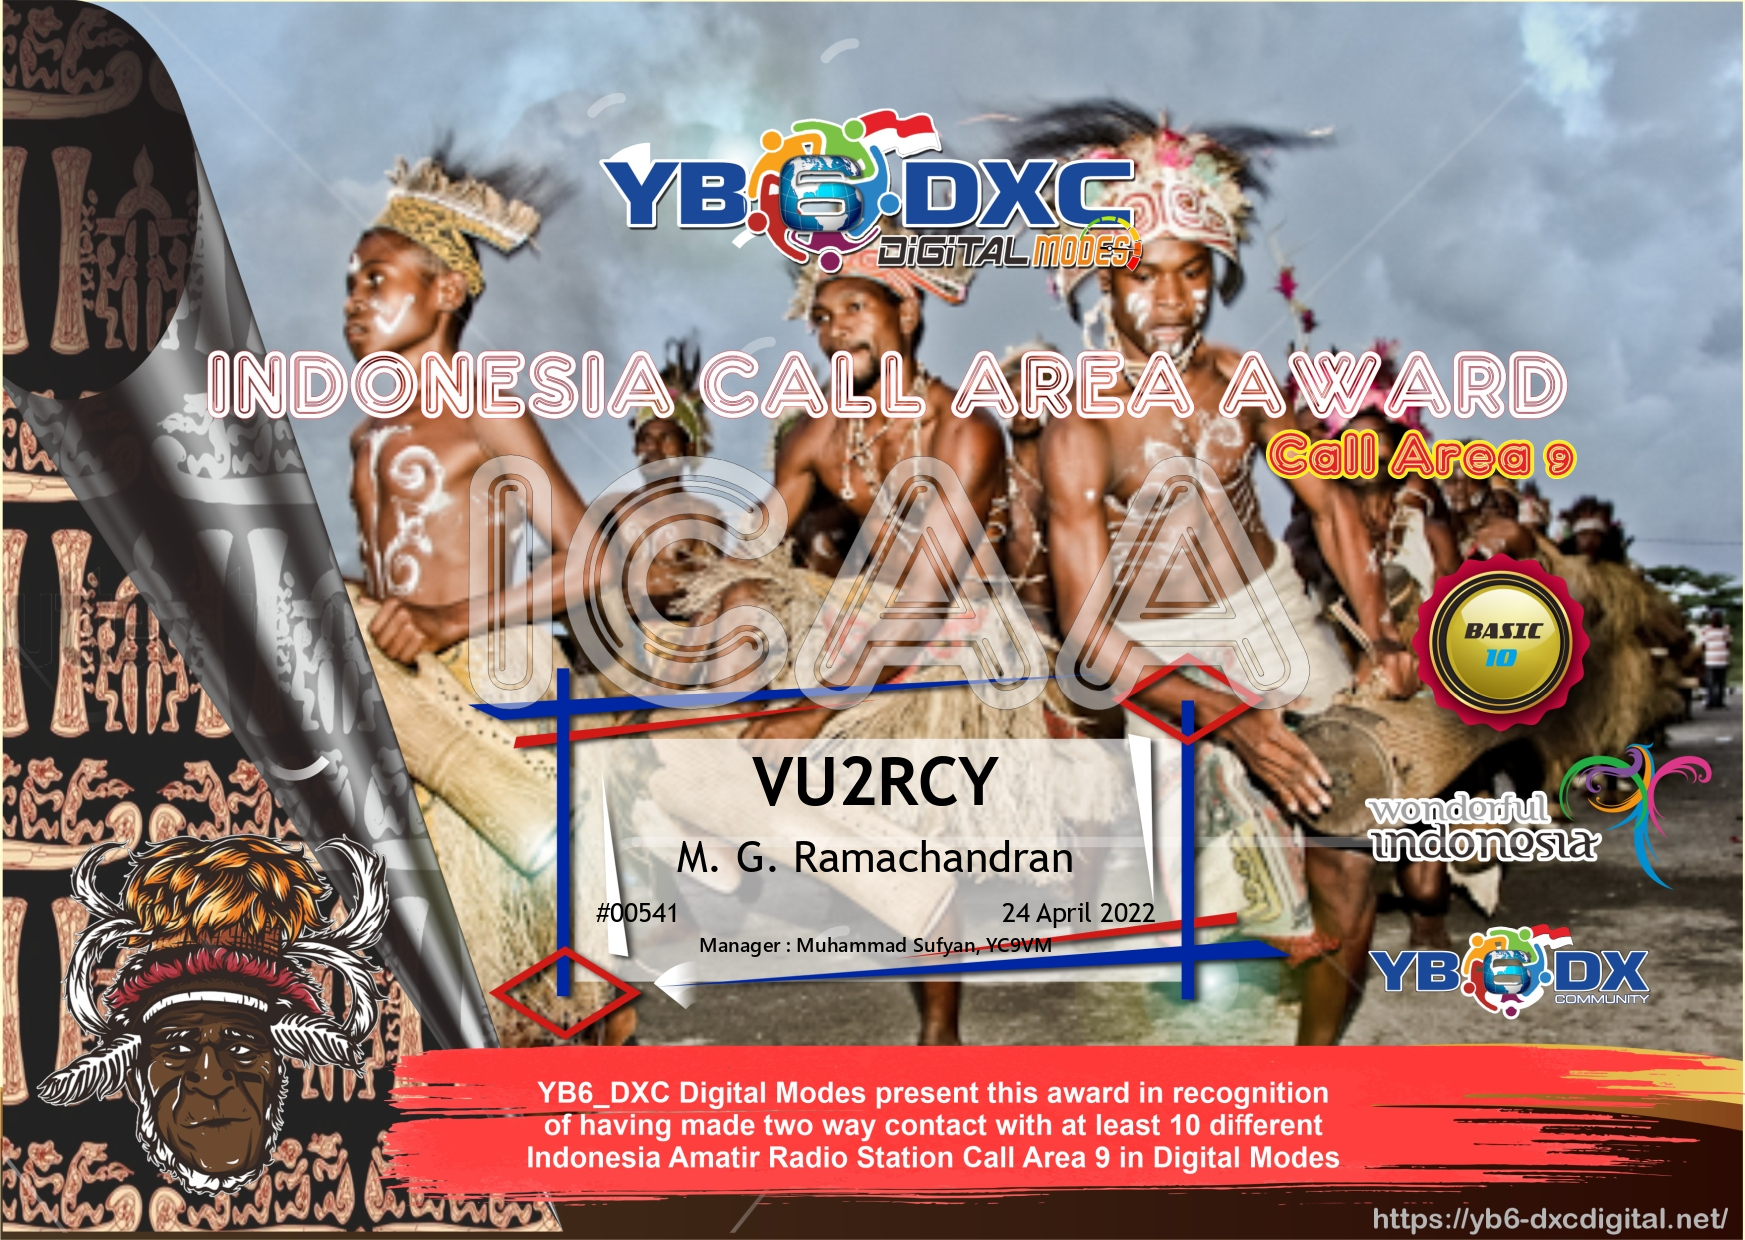 YB6 DXC
DIGITAL MODES
INDONESIA CALL AREA AWARD
Call Area 9
ICAA
BASIC
10
VU2RCY
M. G. Ramachandran
#00541 24 April 2022
Manager : Muhammad Sufyan, YC9VM
wonderful
indonesia
YB6 DX
COMMUNITY
YB6_DXC Digital Modes present this award in recognition
of having made two way contact with at least 10 different
Indonesia Amatir Radio Station Call Area 9 in Digital Modes
https://yb6-dxcdigital.net/